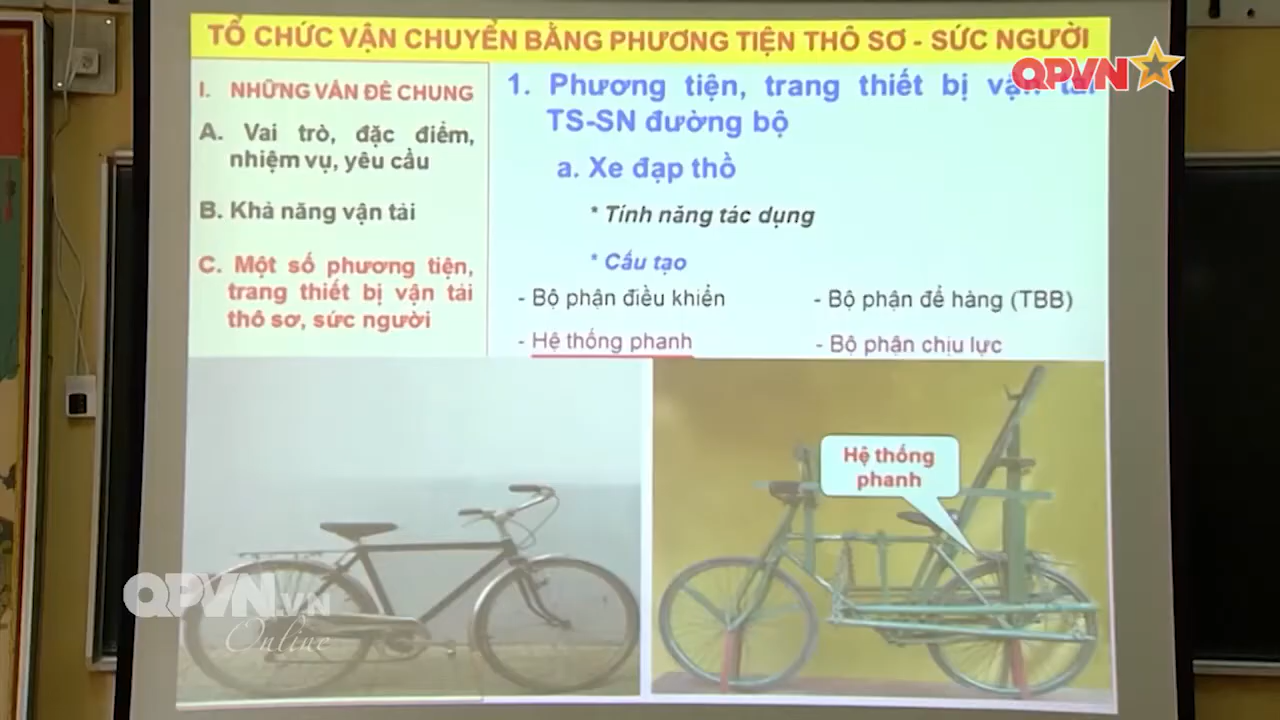 TỔ CHỨC VẬN CHUYỂN BẰNG PHƯƠNG TIỆN THÔ SƠ - SỨC NGƯỜI
QPVN
I. NHỮNG VẤN ĐỀ CHUNG
A. Vai trò, đặc điểm,
nhiệm vụ, yêu cầu
B. Khả năng vận tải
C. Một số phương tiện,
trang thiết bị vận tải
thô sơ, sức người
1. Phương tiện, trang thiết bị vận tải
TS-SN đường bộ
a. Xe đạp thồ
* Tính năng tác dụng
* Cấu tạo
- Bộ phận điều khiển
- Bộ phận để hàng (TBB)
- Hệ thống phanh
- Bộ phận chịu lực
Hệ thống
phanh
QPVN.VN
Online